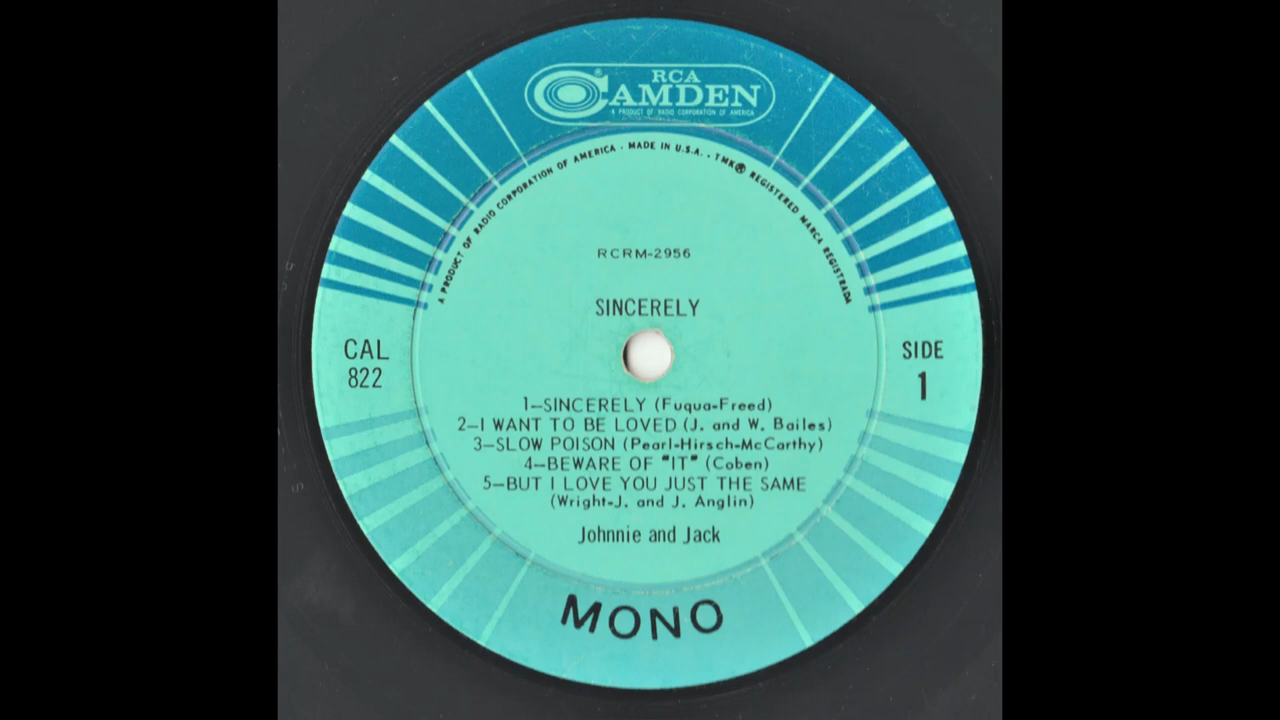 RCA
CAMDEN®
A PRODUCT OF RADIO CORPORATION OF AMERICA
A PRODUCT OF RADIO CORPORATION OF AMERICA · MADE IN U.S.A. · TMK® REGISTERED MARCA REGISTRADA
RCRM-2956
SINCERELY
CAL
822
SIDE
1
1–SINCERELY (Fuqua-Freed)
2–I WANT TO BE LOVED (J. and W. Bailes)
3–SLOW POISON (Pearl-Hirsch-McCarthy)
4–BEWARE OF "IT" (Coben)
5–BUT I LOVE YOU JUST THE SAME
(Wright-J. and J. Anglin)
Johnnie and Jack
MONO